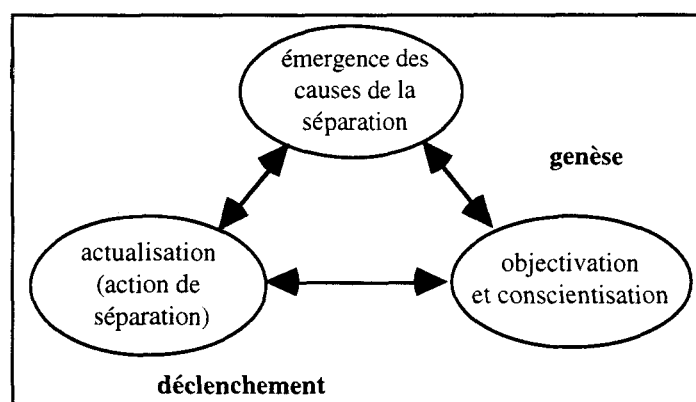 émergence des
causes de la
séparation
genèse
actualisation
(action de
séparation)
objectivation
et conscientisation
déclenchement